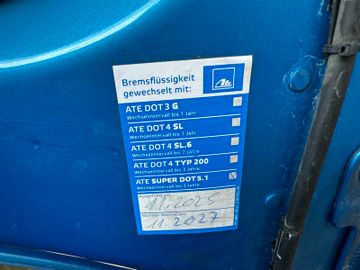 Bremsflüssigkeit
gewechselt mit:
ATE
ATE DOT 3 G
Wechselintervall bis 1 Jahr
ATE DOT 4 SL
Wechselintervall bis 1 Jahr
ATE DOT 4 SL.6
Wechselintervall bis 2 Jahre
ATE DOT 4 TYP 200
Wechselintervall bis 3 Jahre
ATE SUPER DOT 5.1
Wechselintervall bis 3 Jahre
11.2025
11.2027